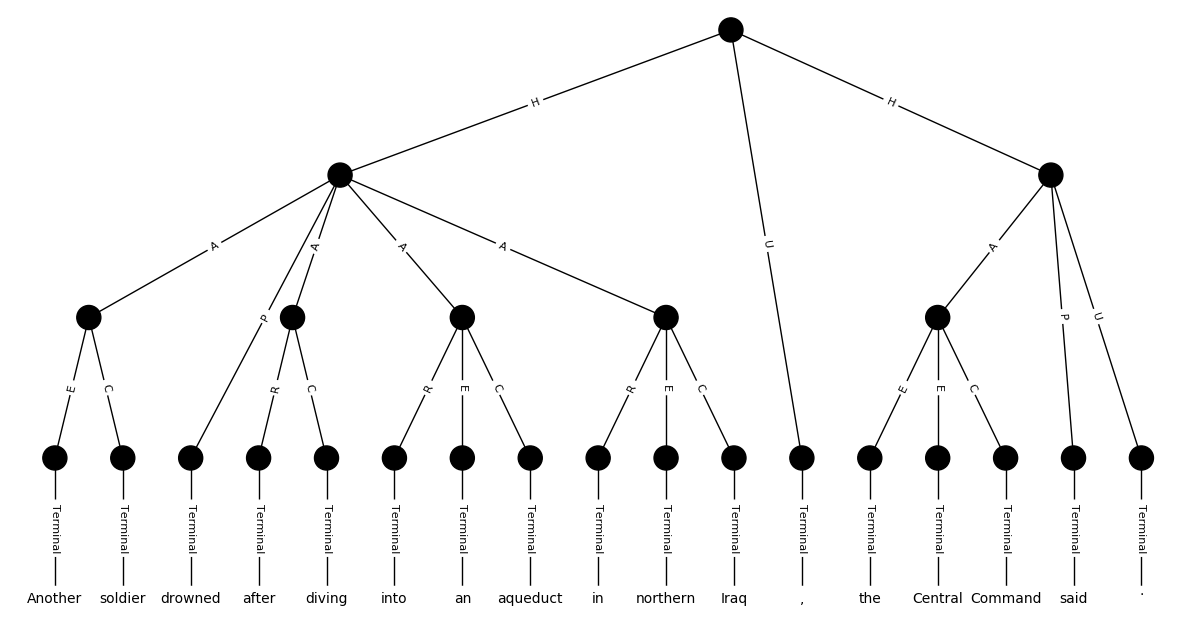 H H
U
A A A A A
P P U
E C R C R E C R E C E E C
Terminal Terminal Terminal Terminal Terminal Terminal Terminal Terminal Terminal Terminal Terminal Terminal Terminal Terminal Terminal Terminal Terminal
Another soldier drowned after diving into an aqueduct in northern Iraq , the Central Command said .